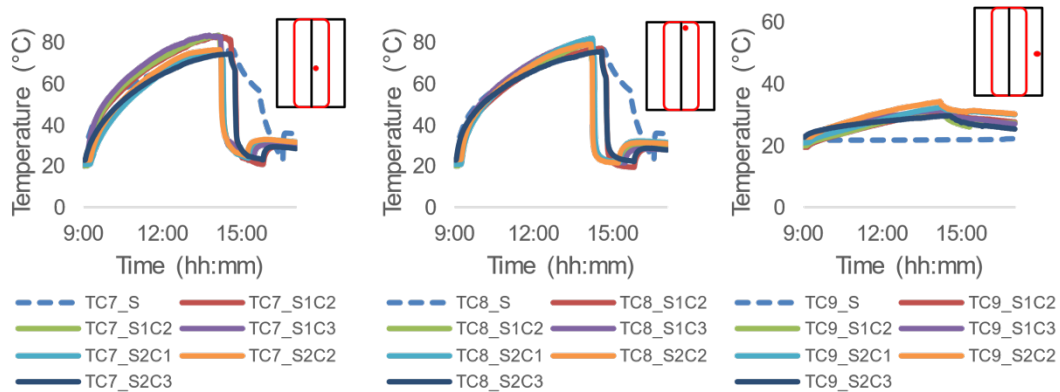 80
60
40
20
0
Temperature (°C)
9:00 12:00 15:00
Time (hh:mm)
TC7_S TC7_S1C2
TC7_S1C2 TC7_S1C3
TC7_S2C1 TC7_S2C2
TC7_S2C3
80
60
40
20
0
Temperature (°C)
9:00 12:00 15:00
Time (hh:mm)
TC8_S TC8_S1C2
TC8_S1C2 TC8_S1C3
TC8_S2C1 TC8_S2C2
TC8_S2C3
60
40
20
0
Temperature (°C)
9:00 12:00 15:00
Time (hh:mm)
TC9_S TC9_S1C2
TC9_S1C2 TC9_S1C3
TC9_S2C1 TC9_S2C2
TC9_S2C3